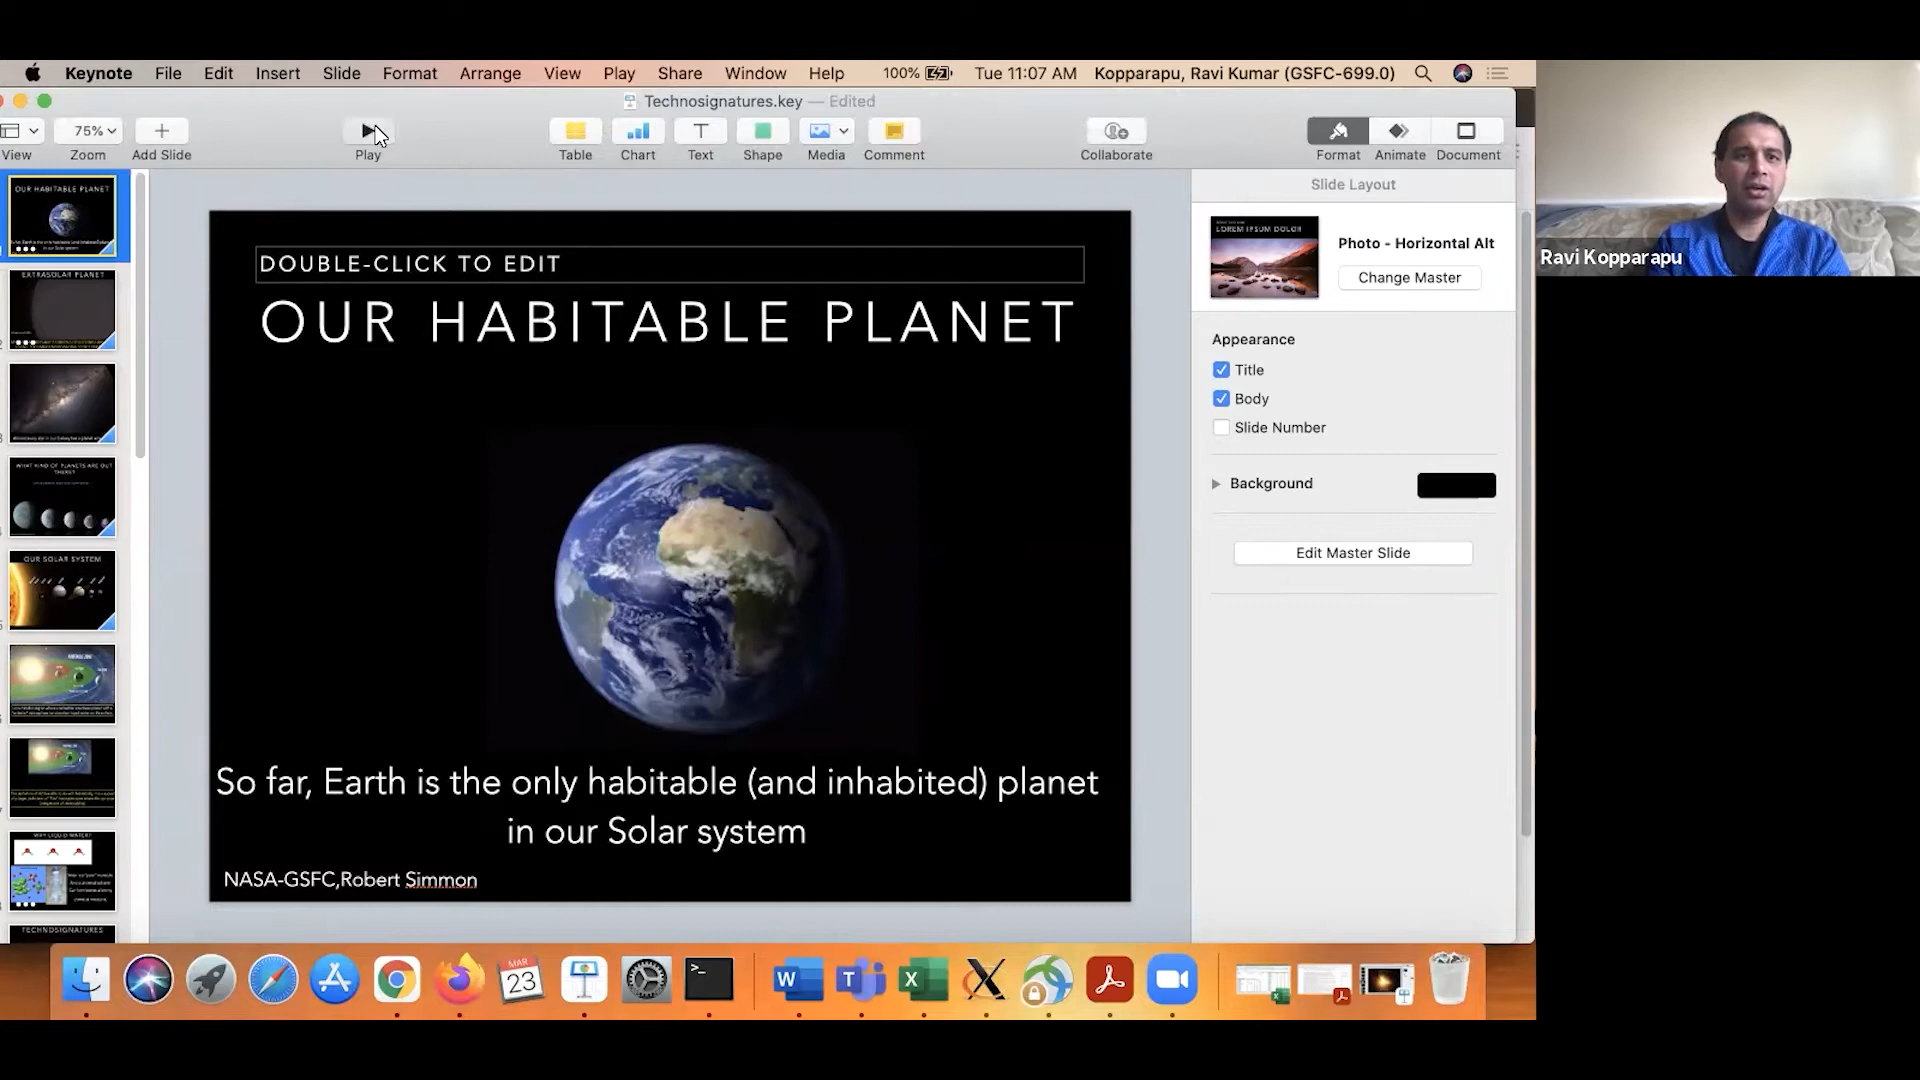 Keynote File Edit Insert Slide Format Arrange View Play Share Window Help 100% Tue 11:07 AM Kopparapu, Ravi Kumar (GSFC-699.0)
Technosignatures.key — Edited
75%
View Zoom Add Slide Play Table Chart Text Shape Media Comment Collaborate Format Animate Document
Slide Layout
LOREM IPSUM DOLOR
Photo - Horizontal Alt
Change Master
Appearance
Title
Body
Slide Number
Background
Edit Master Slide
OUR HABITABLE PLANET
EXTRASOLAR PLANET
WHAT KIND OF PLANETS ARE OUT
THERE?
OUR SOLAR SYSTEM
WHY LIQUID WATER?
TECHNOSIGNATURES
DOUBLE-CLICK TO EDIT
OUR HABITABLE PLANET
So far, Earth is the only habitable (and inhabited) planet
in our Solar system
NASA-GSFC,Robert Simmon
Ravi Kopparapu
MAR
23